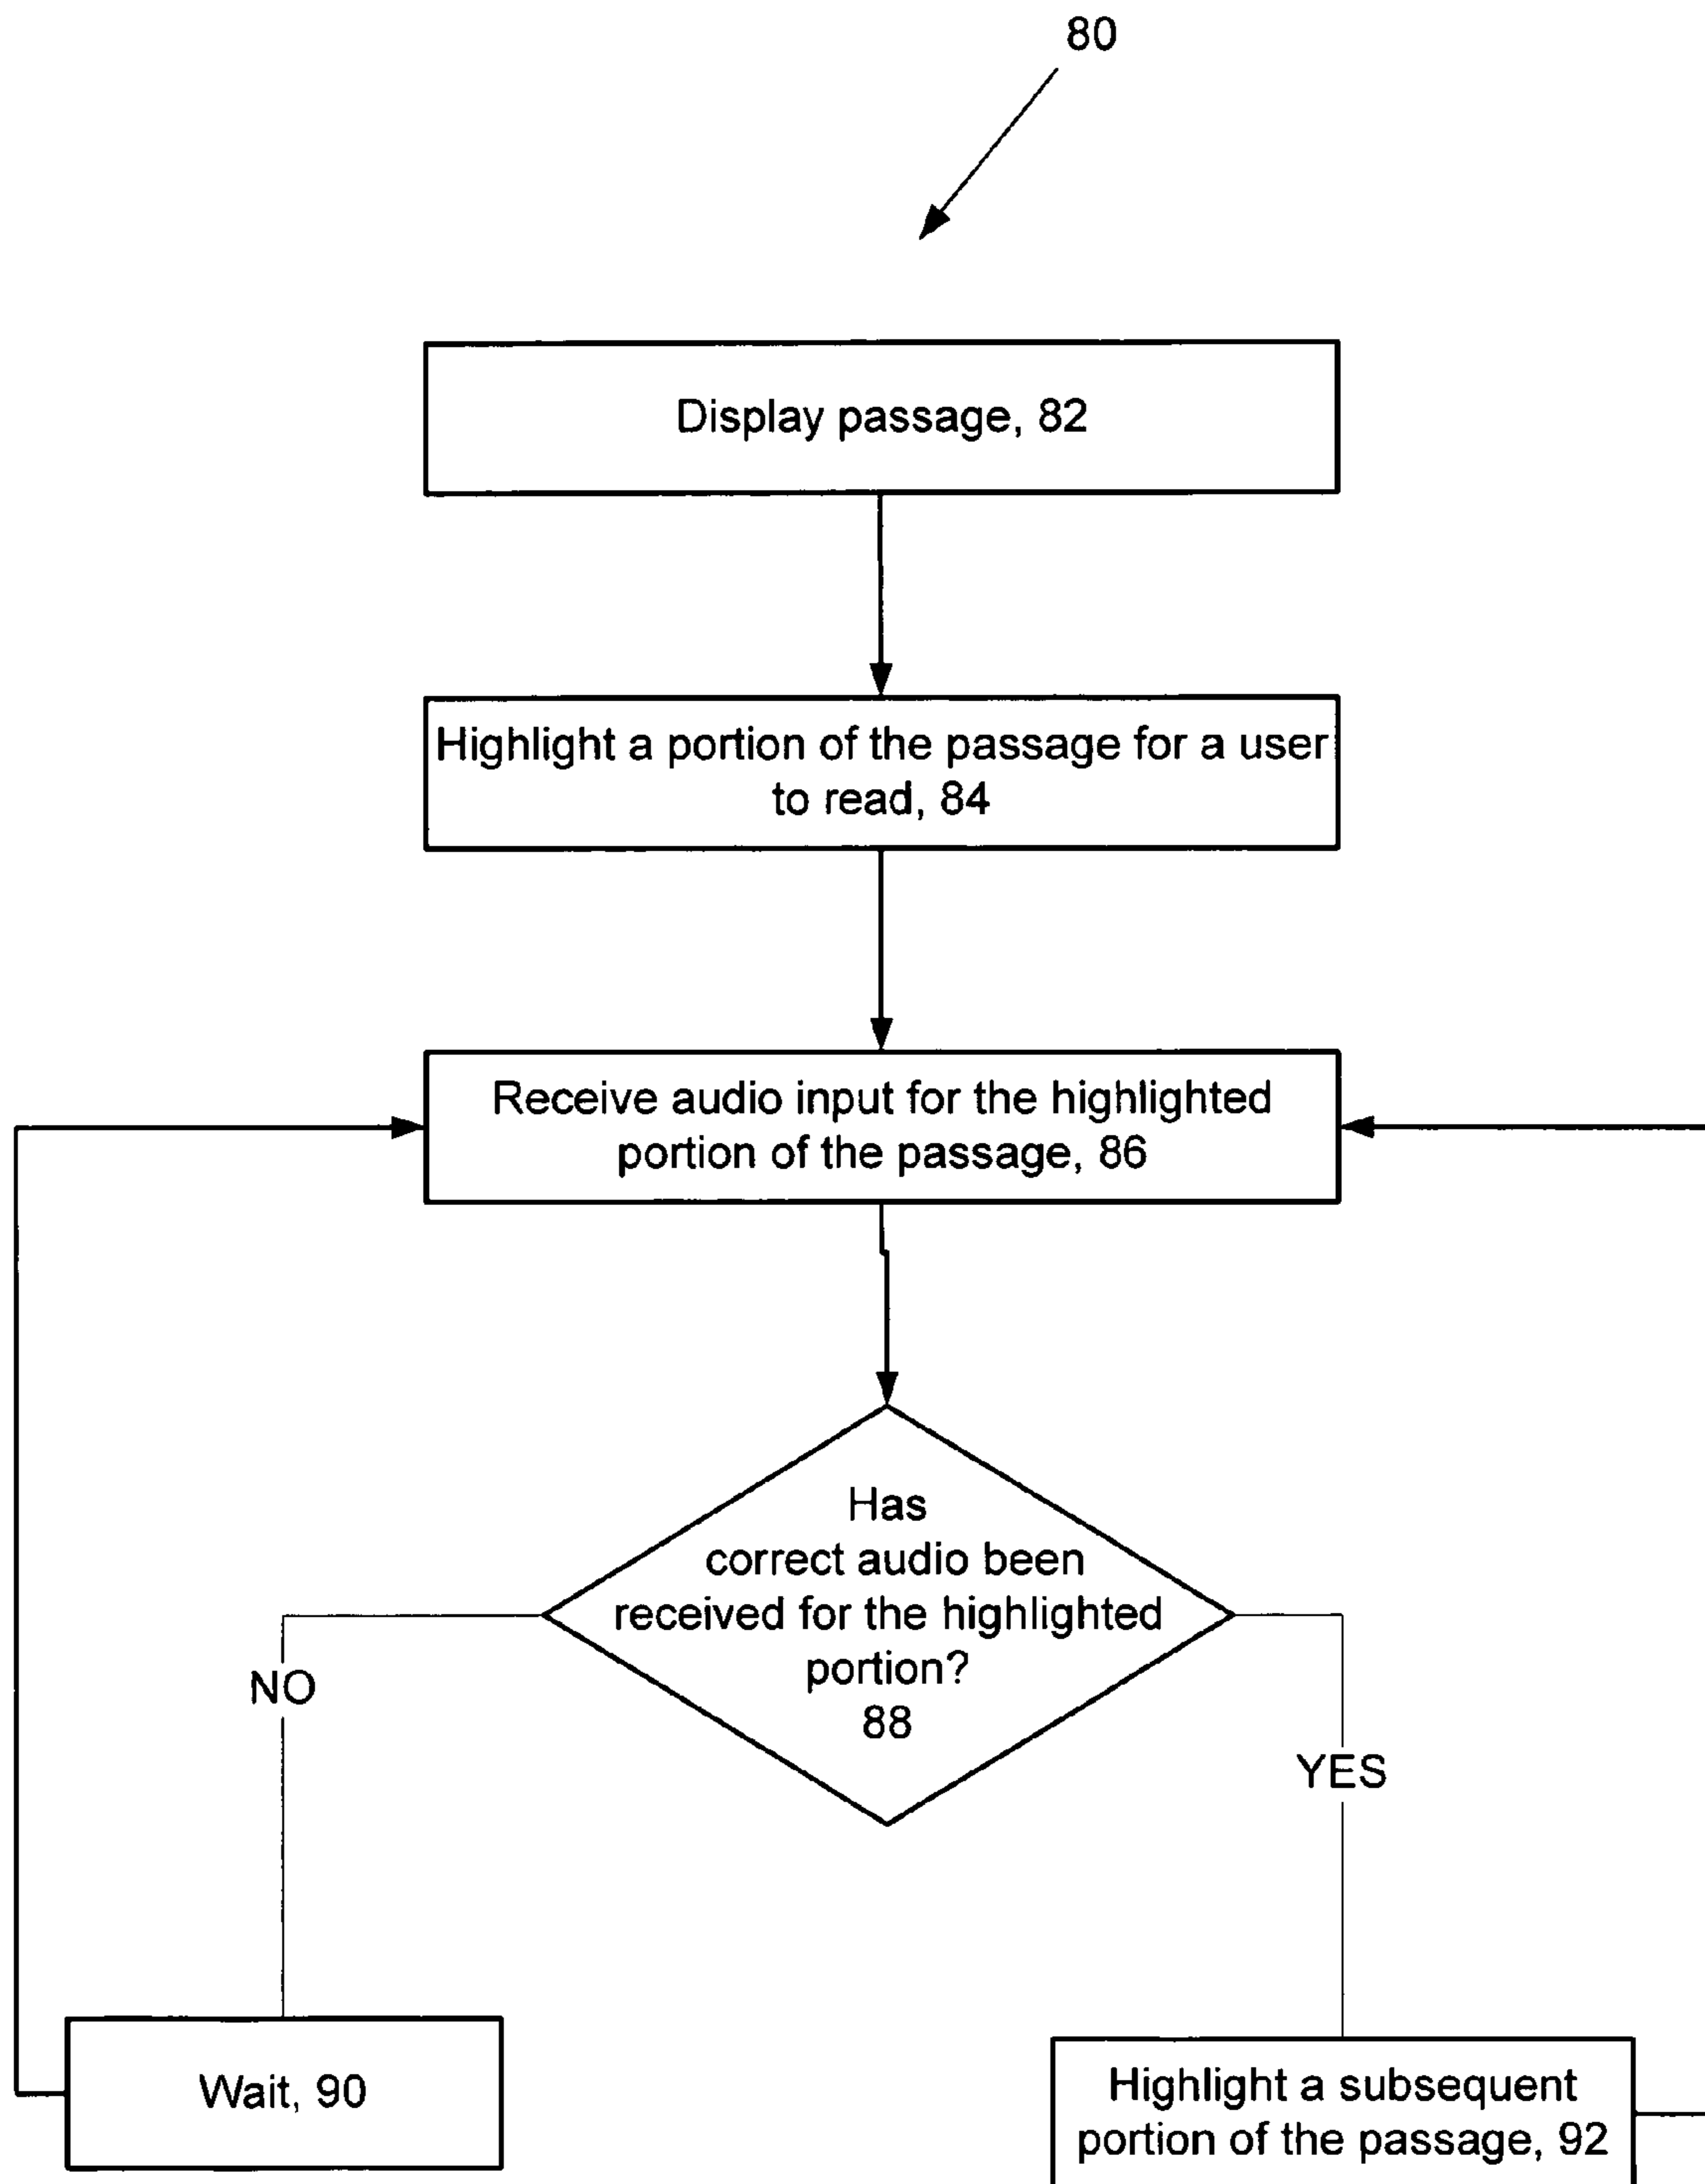 80
Display passage, 82
Highlight a portion of the passage for a user
to read, 84
Receive audio input for the highlighted
portion of the passage, 86
Has
correct audio been
received for the highlighted
portion?
88
NO
YES
Wait, 90
Highlight a subsequent
portion of the passage, 92